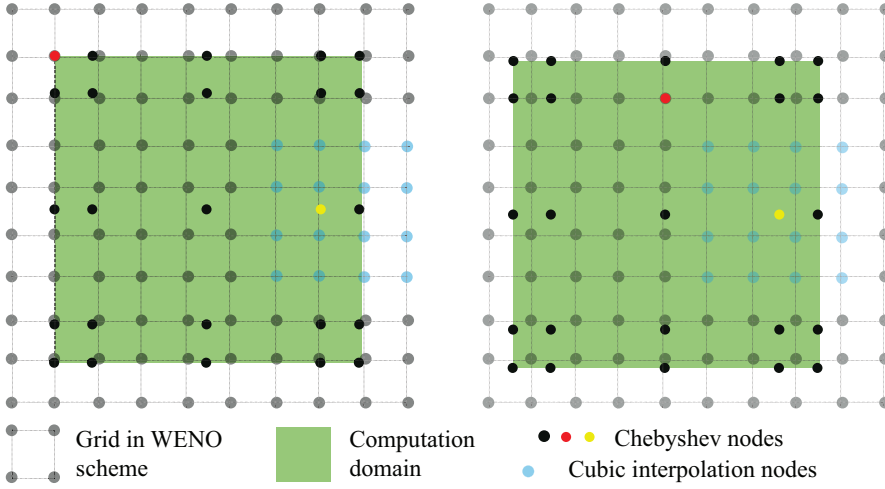 Grid in WENO
scheme
Computation
domain
Chebyshev nodes
Cubic interpolation nodes